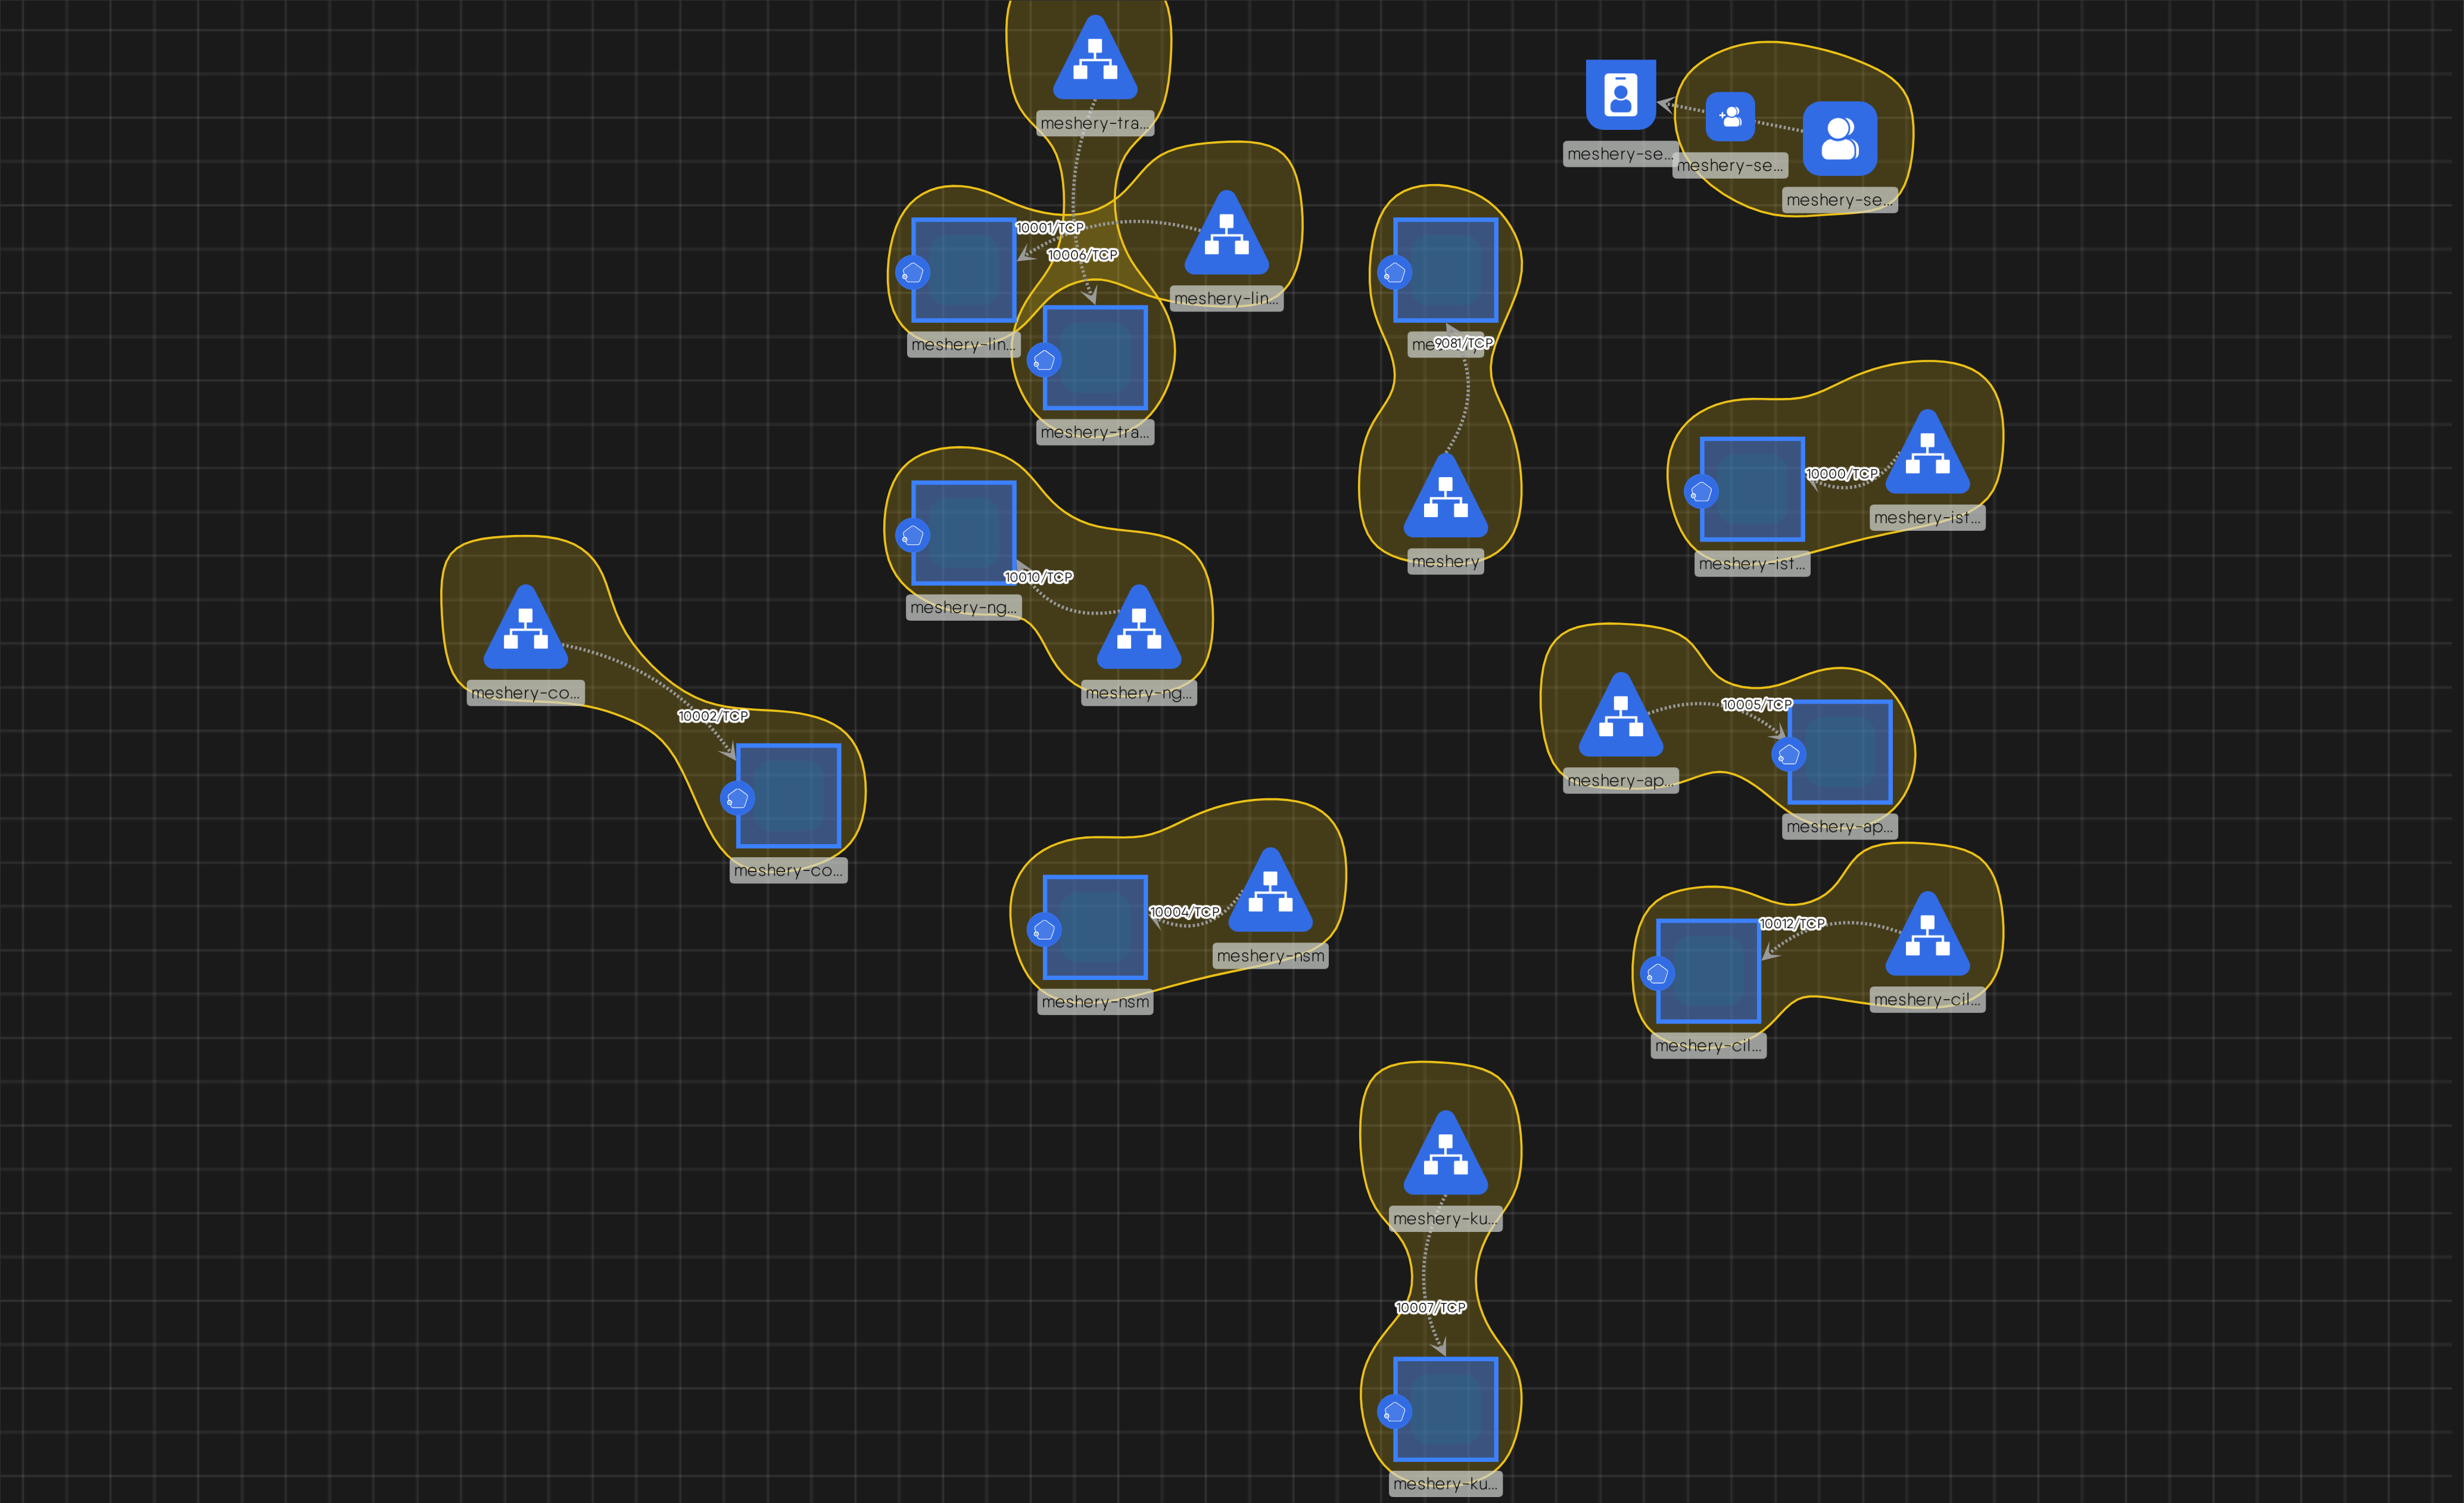 meshery-tra...
meshery-se...
meshery-se...
meshery-se...
10001/TCP
10006/TCP
meshery-lin...
meshery-lin...
9081/TCP
meshery-tra...
10000/TCP
meshery-ist...
meshery
meshery-ist...
10010/TCP
meshery-ng...
meshery-co...
meshery-ng...
10005/TCP
10002/TCP
meshery-ap...
meshery-ap...
meshery-co...
10004/TCP
10012/TCP
meshery-nsm
meshery-nsm
meshery-cil...
meshery-cil...
meshery-ku...
10007/TCP
meshery-ku...